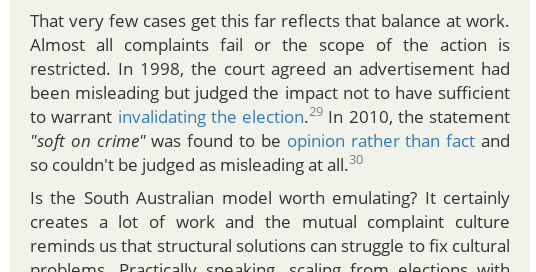 That very few cases get this far reflects that balance at work.
Almost all complaints fail or the scope of the action is
restricted. In 1998, the court agreed an advertisement had
been misleading but judged the impact not to have sufficient
to warrant invalidating the election.29 In 2010, the statement
"soft on crime" was found to be opinion rather than fact and
so couldn't be judged as misleading at all.30
Is the South Australian model worth emulating? It certainly
creates a lot of work and the mutual complaint culture
reminds us that structural solutions can struggle to fix cultural
problems. Practically speaking, scaling from elections with